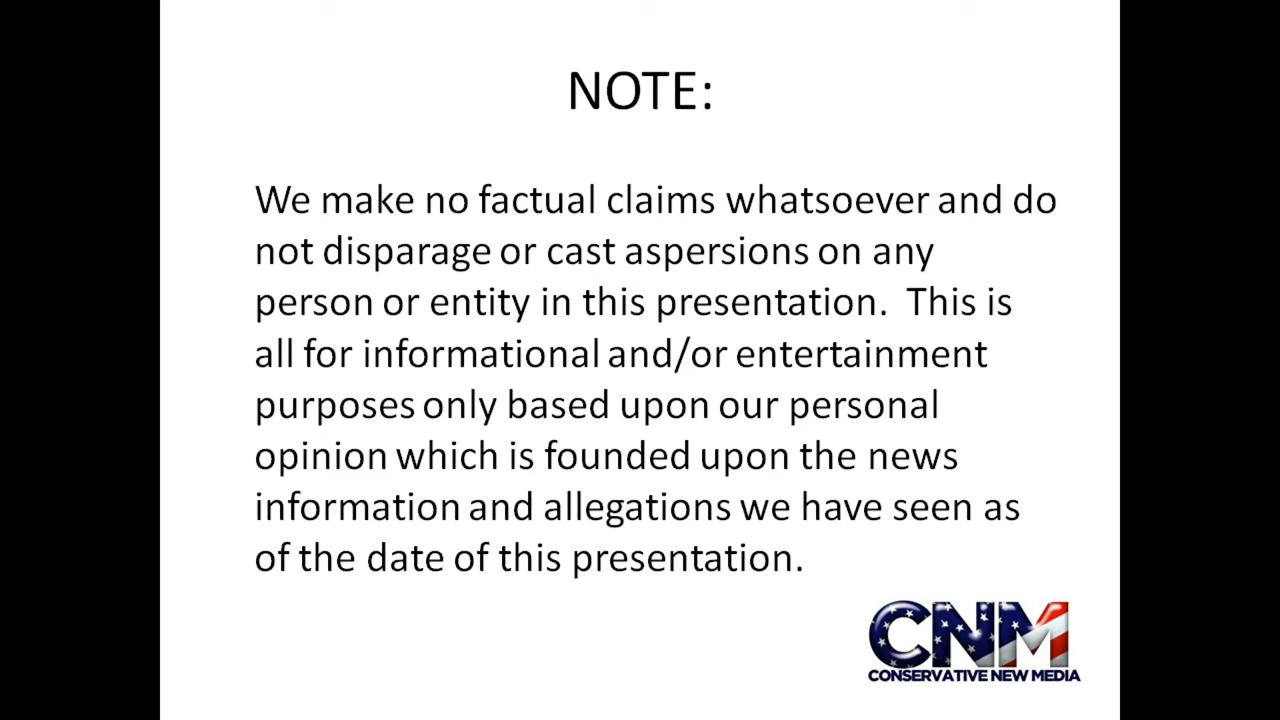 NOTE:
We make no factual claims whatsoever and do
not disparage or cast aspersions on any
person or entity in this presentation.  This is
all for informational and/or entertainment
purposes only based upon our personal
opinion which is founded upon the news
information and allegations we have seen as
of the date of this presentation.
CNM
CONSERVATIVE NEW MEDIA